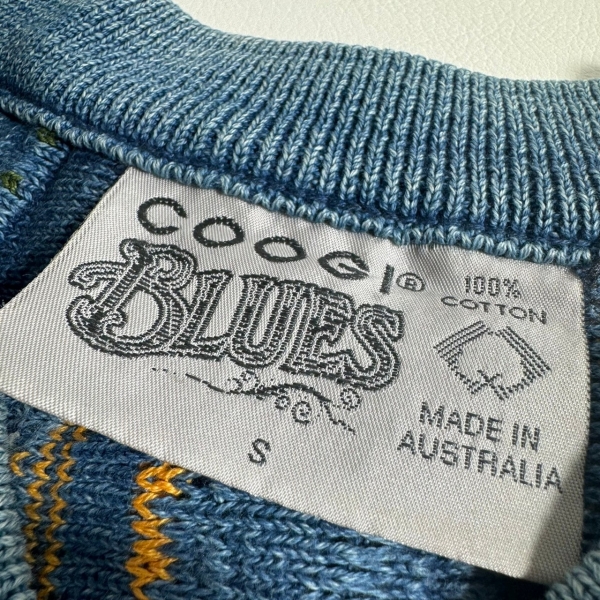 COOGI®
BLUES
S
100%
COTTON
MADE IN
AUSTRALIA